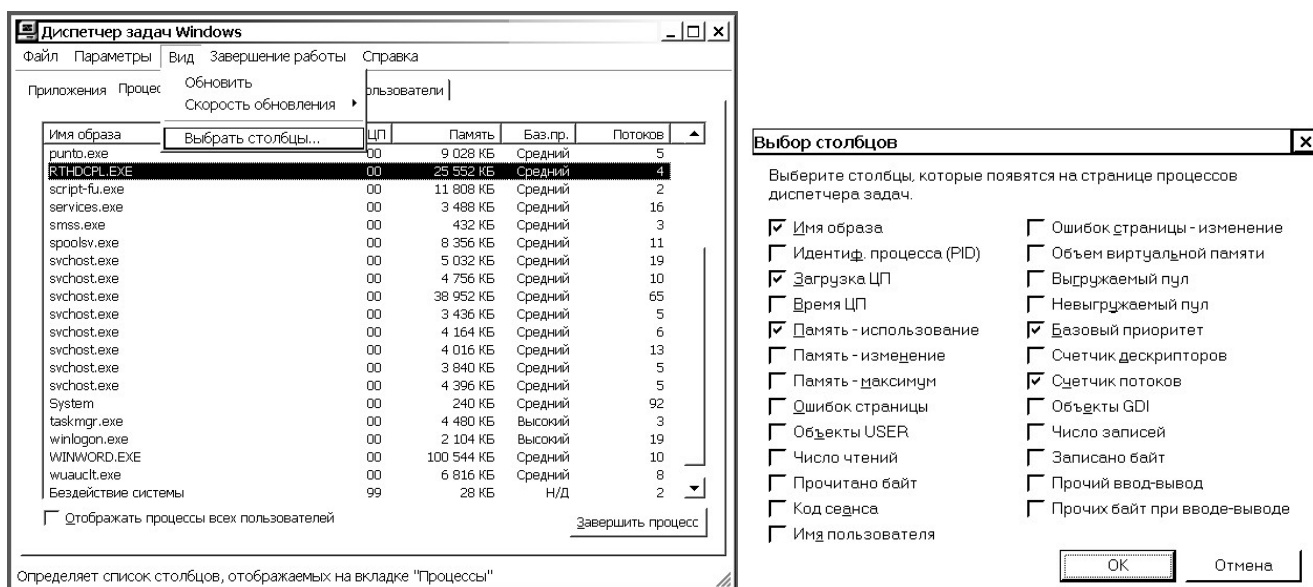 Диспетчер задач Windows
Файл Параметры Вид Завершение работы Справка
Обновить
Скорость обновления
Выбрать столбцы...
Приложения Процес ользователи
Имя образа ЦП Память Баз.пр. Потоков
punto.exe 00 9 028 КБ Средний 5
RTHDCPL.EXE 00 25 552 КБ Средний 4
script-fu.exe 00 11 808 КБ Средний 2
services.exe 00 3 488 КБ Средний 16
smss.exe 00 432 КБ Средний 3
spoolsv.exe 00 8 356 КБ Средний 11
svchost.exe 00 5 032 КБ Средний 19
svchost.exe 00 4 756 КБ Средний 10
svchost.exe 00 38 952 КБ Средний 65
svchost.exe 00 3 436 КБ Средний 5
svchost.exe 00 4 164 КБ Средний 6
svchost.exe 00 4 016 КБ Средний 13
svchost.exe 00 3 840 КБ Средний 5
svchost.exe 00 4 396 КБ Средний 5
System 00 240 КБ Средний 92
taskmgr.exe 00 4 480 КБ Высокий 3
winlogon.exe 00 2 104 КБ Высокий 19
WINWORD.EXE 00 100 544 КБ Средний 10
wuauclt.exe 00 6 816 КБ Средний 8
Бездействие системы 99 28 КБ Н/Д 2
Отображать процессы всех пользователей
Завершить процесс
Определяет список столбцов, отображаемых на вкладке "Процессы"
Выбор столбцов
Выберите столбцы, которые появятся на странице процессов
диспетчера задач.
Имя образа
Идентиф. процесса (PID)
Загрузка ЦП
Время ЦП
Память - использование
Память - изменение
Память - максимум
Ошибок страницы
Объекты USER
Число чтений
Прочитано байт
Код сеанса
Имя пользователя
Ошибок страницы - изменение
Объем виртуальной памяти
Выгружаемый пул
Невыгружаемый пул
Базовый приоритет
Счетчик дескрипторов
Счетчик потоков
Объекты GDI
Число записей
Записано байт
Прочий ввод-вывод
Прочих байт при вводе-выводе
OK Отмена